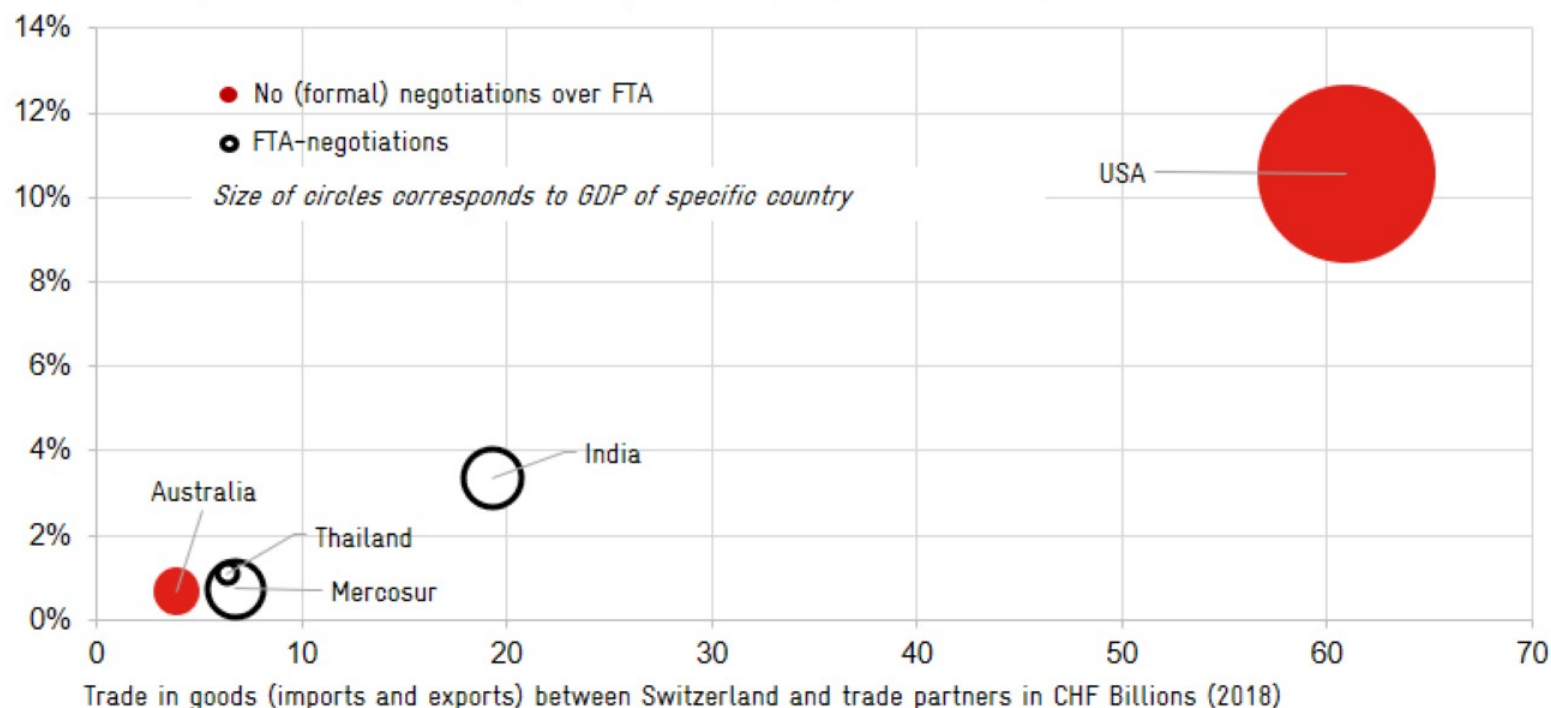 14%
No (formal) negotiations over FTA
12%
FTA-negotiations
USA
10%
Size of circles corresponds to GDP of specific country
8%
6%
4%
India
Australia
2%
Thailand
Mercosur
0%
0 10 20 30 40 50 60 70
Trade in goods (imports and exports) between Switzerland and trade partners in CHF Billions (2018)